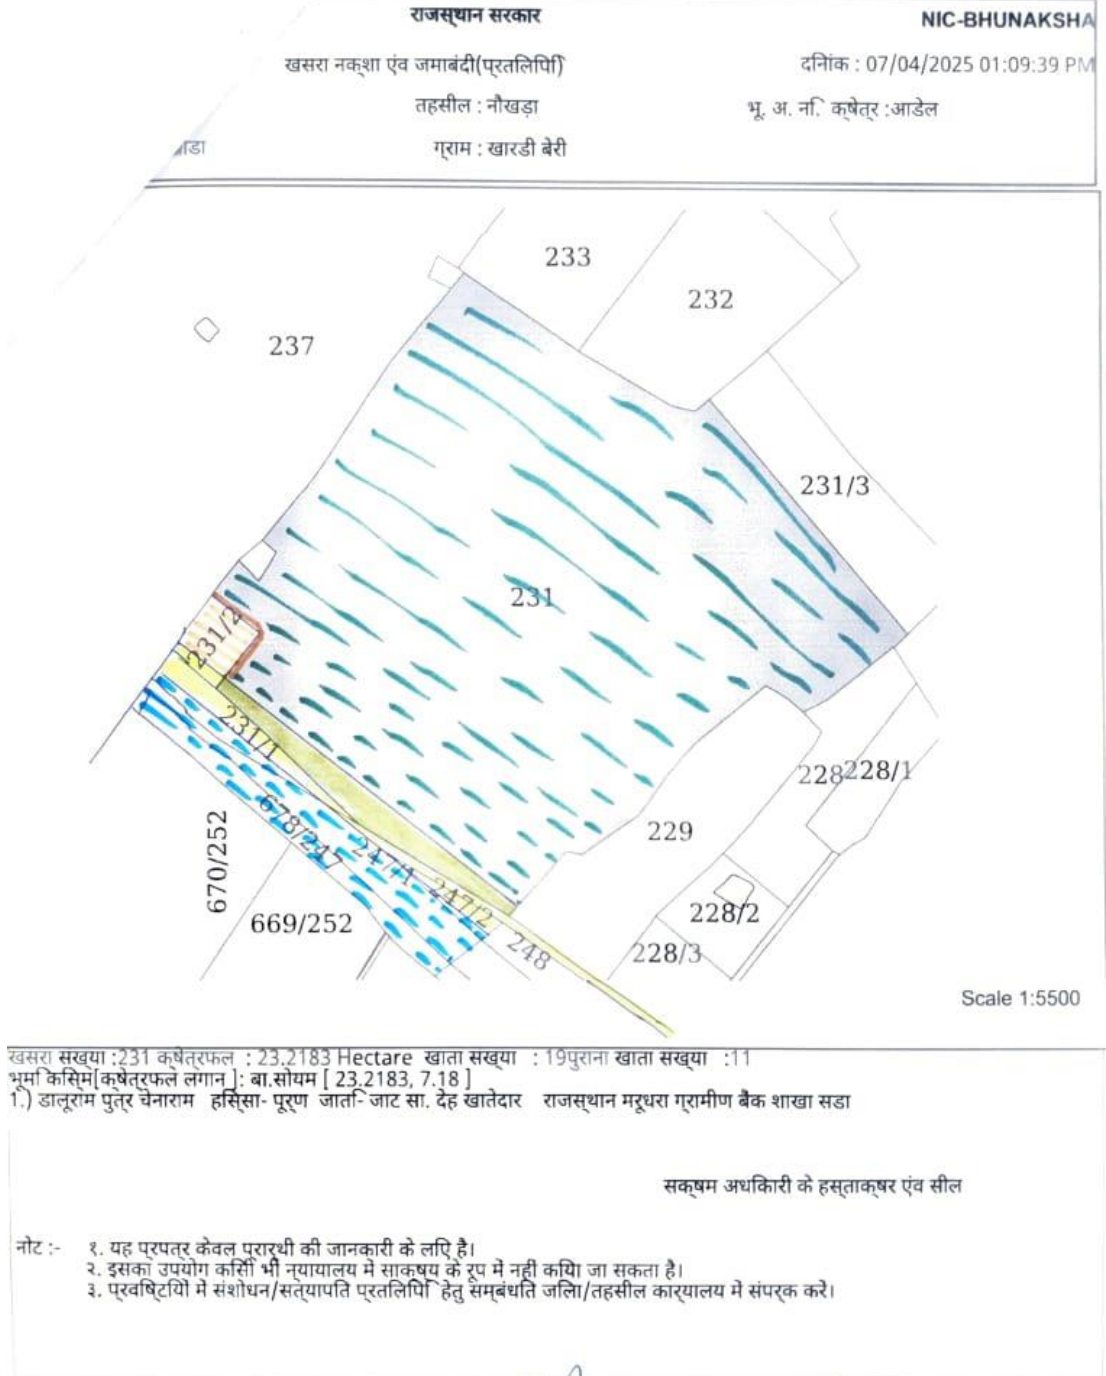 राजस्थान सरकार
NIC-BHUNAKSHA
खसरा नक्शा एंव जमाबंदी(प्रतलिपिि)
दनिांक : 07/04/2025 01:09:39 PM
तहसील : नौखड़ा
भू. अ. नि. क्षेत्र :आडेल
ग्राम : खारडी बेरी
233
232
237
231/3
231
231/2
231/1
228
228/1
678/247
229
670/252
247/1
247/2
228/2
669/252
248
228/3
Scale 1:5500
खसरा संख्या :231 क्षेत्रफल : 23.2183 Hectare खाता संख्या : 19पुराना खाता संख्या :11
भूमि किस्मि[क्षेत्रफल लगान ]: बा.सोयम [ 23.2183, 7.18 ]
1.) डालूराम पुत्र चेनाराम हस्सिा- पूर्ण जाति- जाट सा. देह खातेदार राजस्थान मरूधरा ग्रामीण बैंक शाखा सडा
सक्षम अधकिारी के हस्ताक्षर एंव सील
नोट :- १. यह प्रपत्र केवल प्रार्थी की जानकारी के लएि है।
२. इसका उपयोग कसिी भी न्यायालय में साक्ष्य के रूप में नही कयिा जा सकता है।
३. प्रवष्टियिों में संशोधन/सत्यापति प्रतलिपिि हेतु सम्बंधति जलिा/तहसील कार्यालय में संपर्क करें।